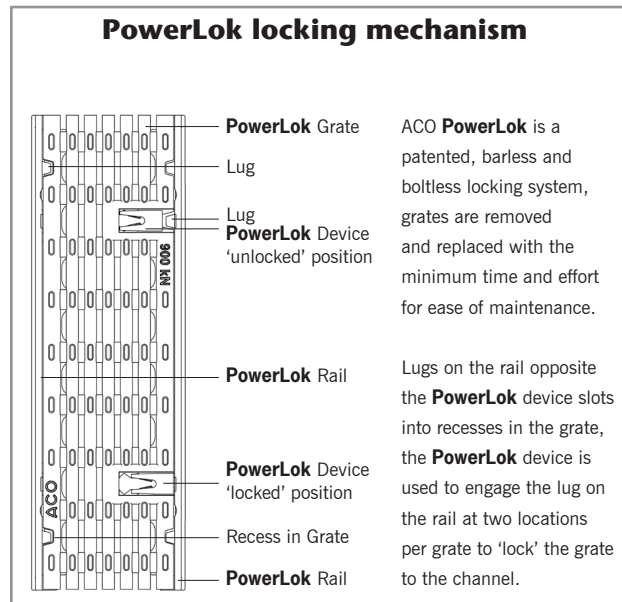 PowerLok locking mechanism
PowerLok Grate
Lug
Lug
PowerLok Device
‘unlocked’ position
900 kN
PowerLok Rail
PowerLok Device
‘locked’ position
ACO
Recess in Grate
PowerLok Rail
ACO PowerLok is a
patented, barless and
boltless locking system,
grates are removed
and replaced with the
minimum time and effort
for ease of maintenance.
Lugs on the rail opposite
the PowerLok device slots
into recesses in the grate,
the PowerLok device is
used to engage the lug on
the rail at two locations
per grate to ‘lock’ the grate
to the channel.